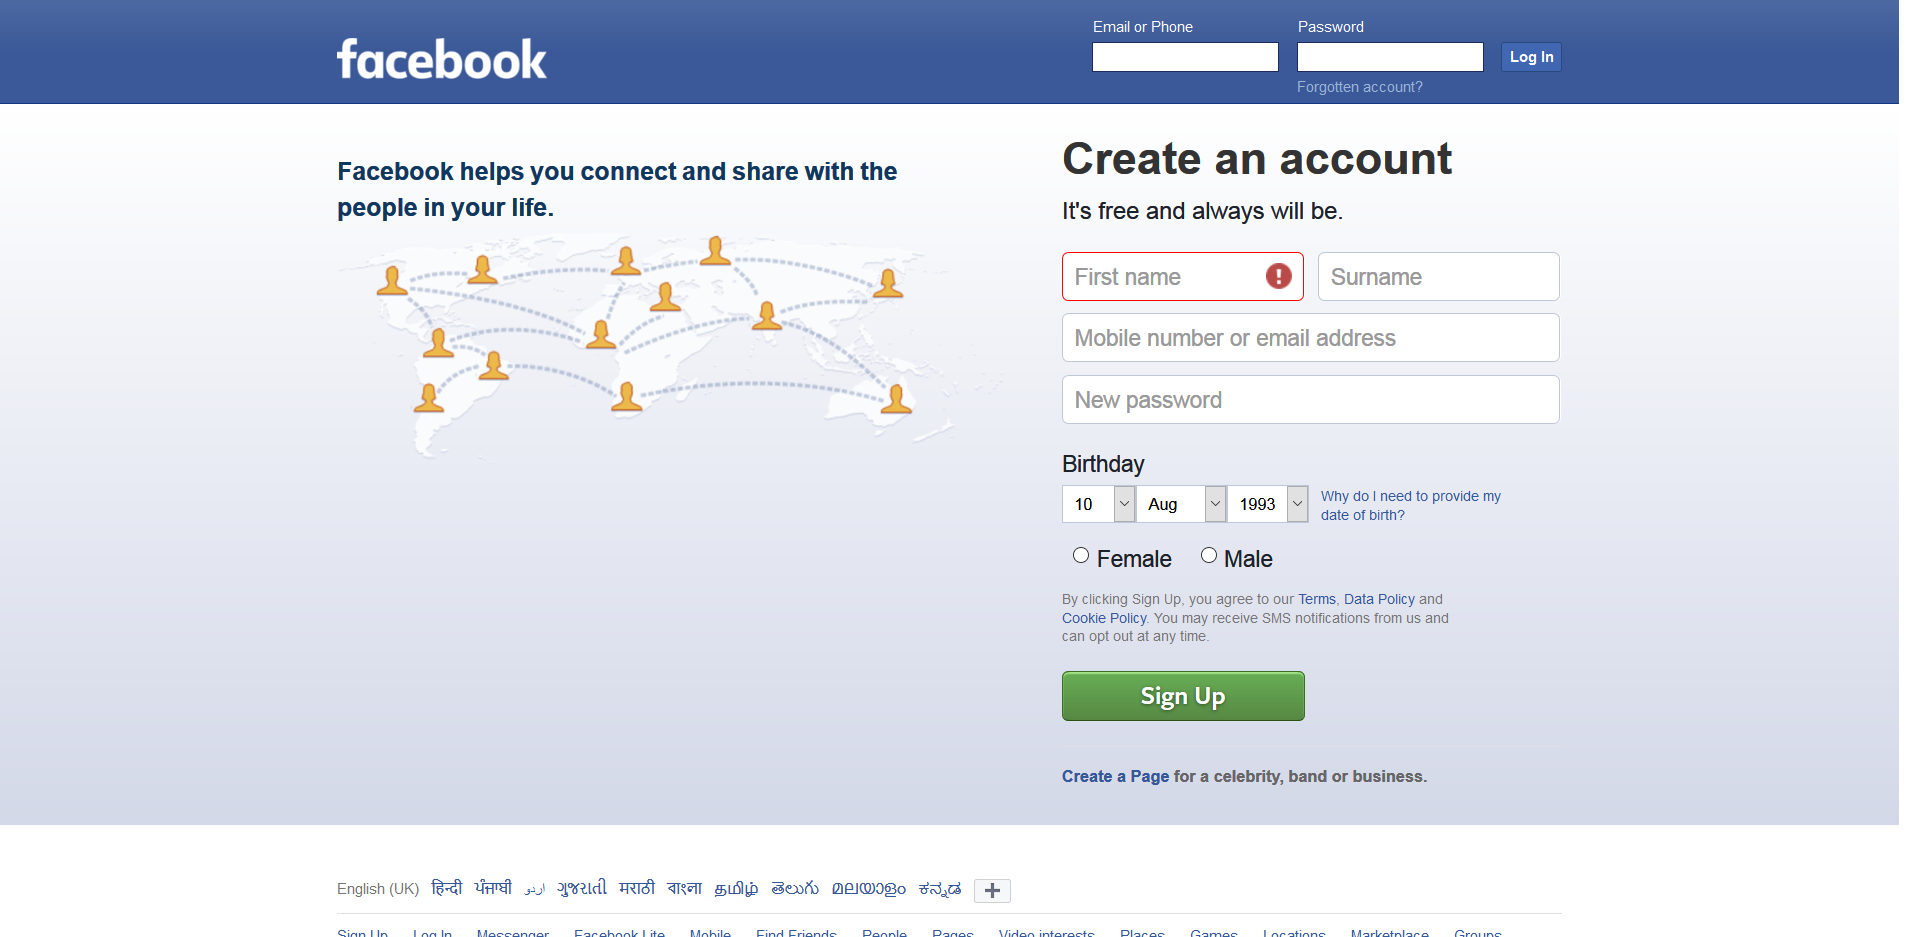 facebook
Email or Phone
Password
Log In
Forgotten account?
Facebook helps you connect and share with the
people in your life.
Create an account
It's free and always will be.
First name
Surname
Mobile number or email address
New password
Birthday
10
Aug
1993
Why do I need to provide my
date of birth?
Female
Male
By clicking Sign Up, you agree to our Terms, Data Policy and
Cookie Policy. You may receive SMS notifications from us and
can opt out at any time.
Sign Up
Create a Page for a celebrity, band or business.
English (UK) हिन्दी ਪੰਜਾਬੀ اردو ગુજરાતી मराठी বাংলা தமிழ் తెలుగు മലയാളം ಕನ್ನಡ
Sign Up Log In Messenger Facebook Lite Mobile Find Friends People Pages Video interests Places Games Locations Marketplace Groups